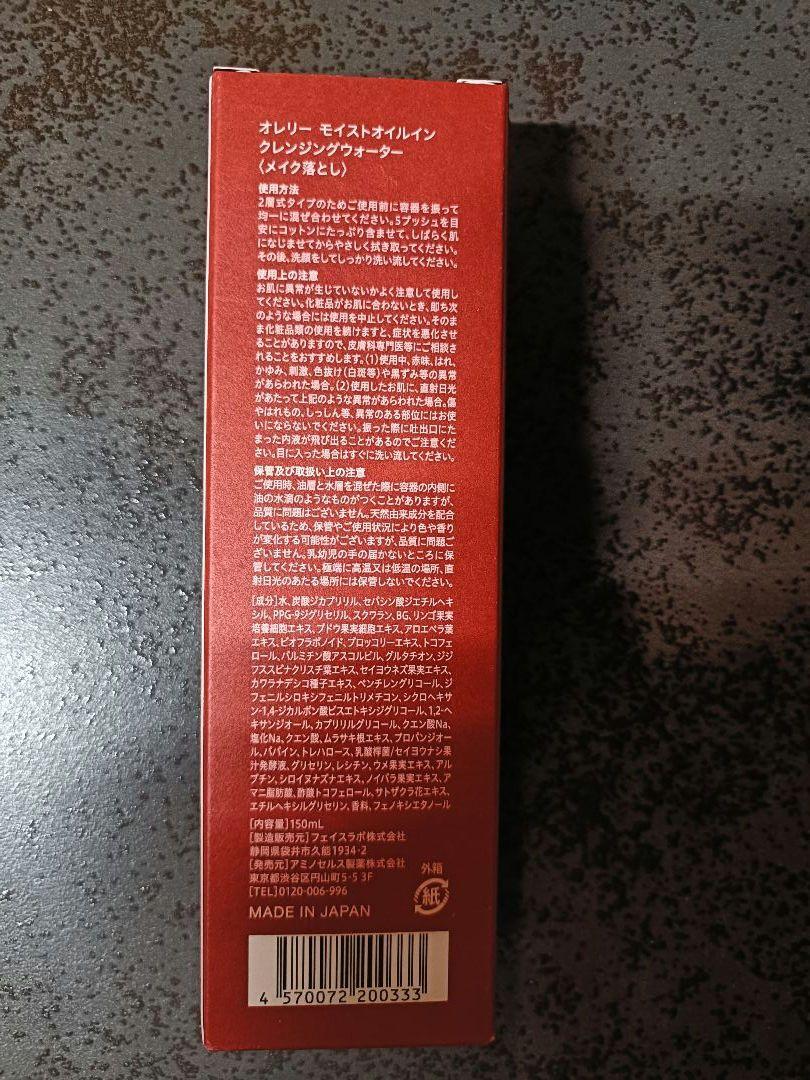 オレリー モイストオイルイン
クレンジングウォーター
〈メイク落とし〉
使用方法
2層式タイプのためご使用前に容器を振って
均一に混ぜ合わせてください。5プッシュを目
安にコットンにたっぷり含ませて、しばらく肌
になじませてからやさしく拭き取ってください。
その後、洗顔をしてしっかり洗い流してください。
使用上の注意
お肌に異常が生じていないかよく注意して使用し
てください。化粧品がお肌に合わないとき、即ち次
のような場合には使用を中止してください。そのま
ま化粧品類の使用を続けますと、症状を悪化させ
ることがありますので、皮膚科専門医等にご相談さ
れることをおすすめします。(1)使用中、赤味、はれ、
かゆみ、刺激、色抜け(白斑等)や黒ずみ等の異常
があらわれた場合。(2)使用したお肌に、直射日光
があたって上記のような異常があらわれた場合。傷
やはれもの、しっしん等、異常のある部位にはお使
いにならないでください。振った際に吐出口にた
まった内液が飛び出ることがあるのでご注意くだ
さい。目に入った場合はすぐに洗い流してください。
保管及び取扱い上の注意
ご使用時、油層と水層を混ぜた際に容器の内側に
油の水滴のようなものがつくことがありますが、
品質に問題はございません。天然由来成分を配合
しているため、保管やご使用状況により色や香り
が変化する可能性がございますが、品質に問題ご
ざいません。乳幼児の手の届かないところに保
管してください。極端に高温又は低温の場所、直
射日光のあたる場所には保管しないでください。
[成分]水、炭酸ジカプリリル、セバシン酸ジエチルヘキ
シル、PPG-9ジグリセリル、スクワラン、BG、リンゴ果実
培養細胞エキス、ブドウ果実細胞エキス、アロエベラ葉
エキス、ビオフラボノイド、ブロッコリーエキス、トコフェ
ロール、パルミチン酸アスコルビル、グルタチオン、ジジ
フススピナクリスチ葉エキス、セイヨウネズ果実エキス、
カワラナデシコ種子エキス、ペンチレングリコール、ジ
フェニルシロキシフェニルトリメチコン、シクロヘキサ
ン-1,4-ジカルボン酸ビスエトキシジグリコール、1,2-ヘ
キサンジオール、カプリリルグリコール、クエン酸Na、
塩化Na、クエン酸、ムラサキ根エキス、プロパンジオー
ル、パパイン、トレハロース、乳酸桿菌/セイヨウナシ果
汁発酵液、グリセリン、レシチン、ウメ果実エキス、アル
ブチン、シロイヌナズナエキス、ノイバラ果実エキス、ア
マニ脂肪酸、酢酸トコフェロール、サトザクラ花エキス、
エチルヘキシルグリセリン、香料、フェノキシエタノール
[内容量]150mL
[製造販売元]フェイスラボ株式会社
静岡県袋井市久能1934-2
[発売元]アミノセルス製薬株式会社
東京都渋谷区円山町5-5 3F
[TEL]0120-006-996
外箱
紙
MADE IN JAPAN
4 570072 200333